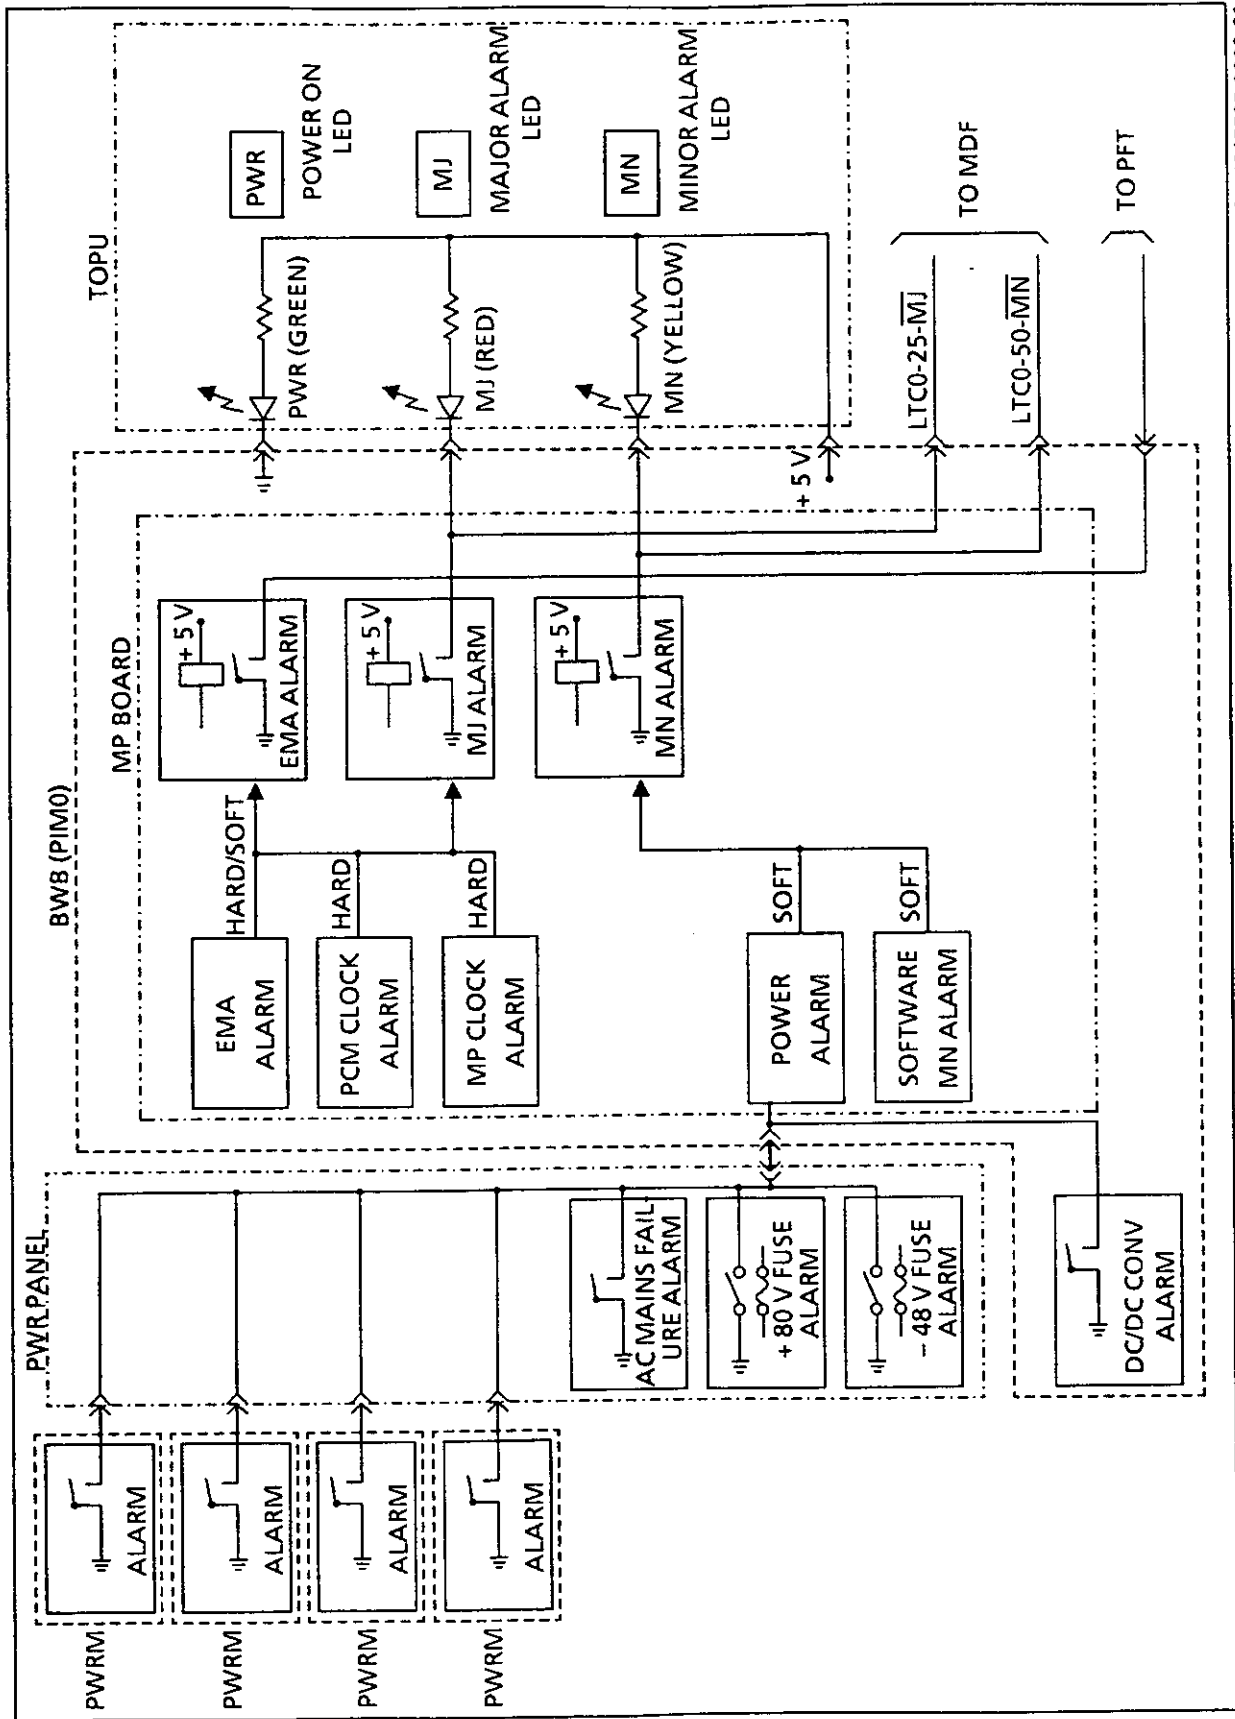 PWRM
PWRM
PWRM
PWRM
ALARM
ALARM
ALARM
ALARM
PWR PANEL
AC MAINS FAIL
URE ALARM
+ 80 V FUSE
ALARM
– 48 V FUSE
ALARM
DC/DC CONV
ALARM
BWB (PIM0)
MP BOARD
EMA
ALARM
HARD/SOFT
PCM CLOCK
ALARM
HARD
MP CLOCK
ALARM
HARD
POWER
ALARM
SOFT
SOFTWARE
MN ALARM
SOFT
+ 5 V
EMA ALARM
+ 5 V
MJ ALARM
+ 5 V
MN ALARM
+ 5 V
TOPU
PWR (GREEN)
MJ (RED)
MN (YELLOW)
PWR
POWER ON
LED
MJ
MAJOR ALARM
LED
MN
MINOR ALARM
LED
LTC0-25-M̅J̅
LTC0-50-M̅N̅
TO MDF
TO PFT